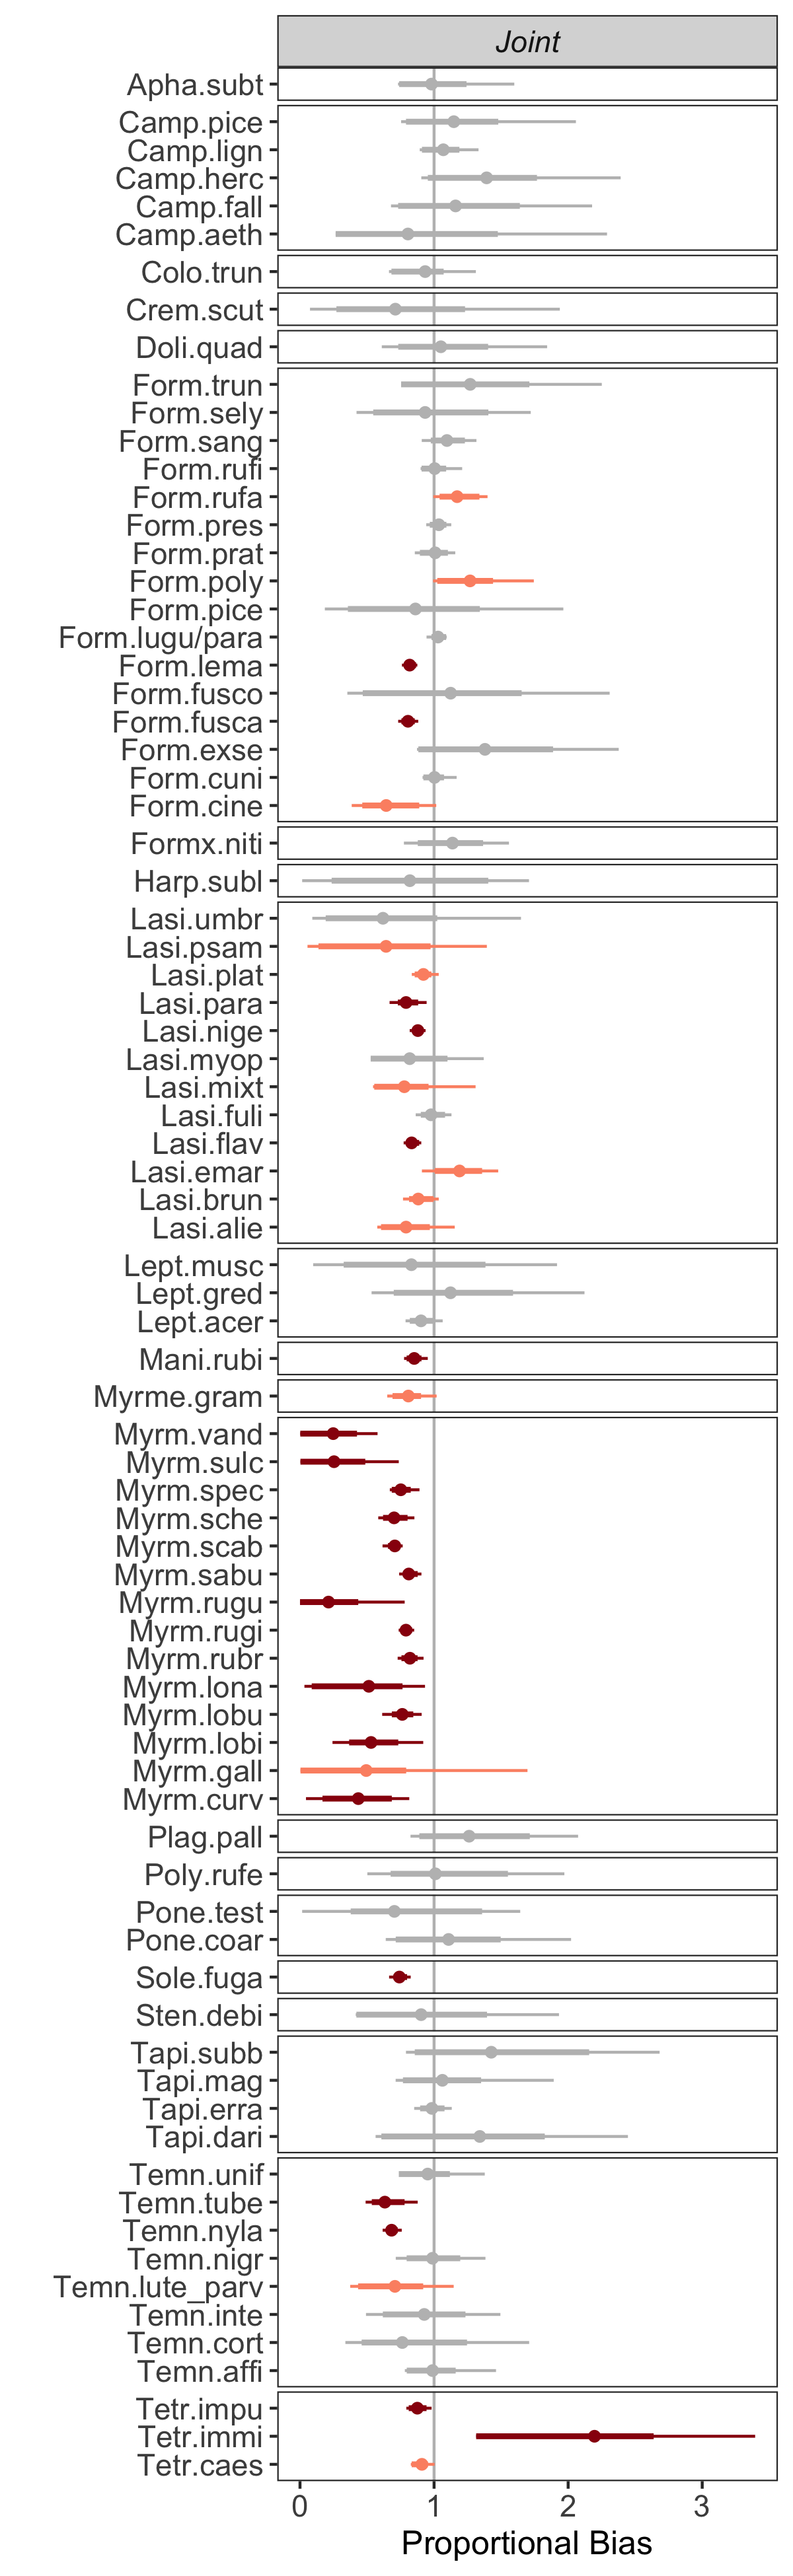 Joint
Apha.subt
Camp.pice
Camp.lign
Camp.herc
Camp.fall
Camp.aeth
Colo.trun
Crem.scut
Doli.quad
Form.trun
Form.sely
Form.sang
Form.rufi
Form.rufa
Form.pres
Form.prat
Form.poly
Form.pice
Form.lugu/para
Form.lema
Form.fusco
Form.fusca
Form.exse
Form.cuni
Form.cine
Formx.niti
Harp.subl
Lasi.umbr
Lasi.psam
Lasi.plat
Lasi.para
Lasi.nige
Lasi.myop
Lasi.mixt
Lasi.fuli
Lasi.flav
Lasi.emar
Lasi.brun
Lasi.alie
Lept.musc
Lept.gred
Lept.acer
Mani.rubi
Myrme.gram
Myrm.vand
Myrm.sulc
Myrm.spec
Myrm.sche
Myrm.scab
Myrm.sabu
Myrm.rugu
Myrm.rugi
Myrm.rubr
Myrm.lona
Myrm.lobu
Myrm.lobi
Myrm.gall
Myrm.curv
Plag.pall
Poly.rufe
Pone.test
Pone.coar
Sole.fuga
Sten.debi
Tapi.subb
Tapi.mag
Tapi.erra
Tapi.dari
Temn.unif
Temn.tube
Temn.nyla
Temn.nigr
Temn.lute_parv
Temn.inte
Temn.cort
Temn.affi
Tetr.impu
Tetr.immi
Tetr.caes
0 1 2 3
Proportional Bias